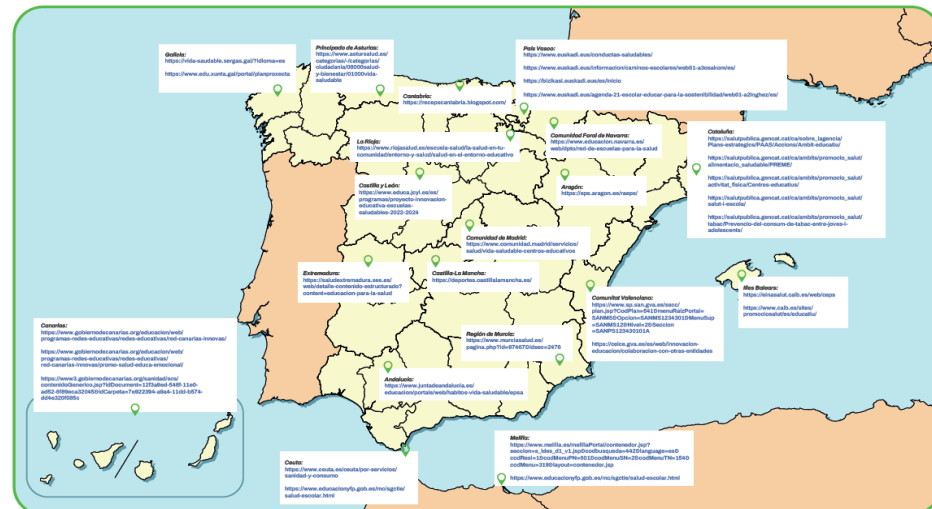 Galicia:
https://vida-saudable.sergas.gal/?idioma=es
https://www.edu.xunta.gal/portal/planproxecta
Principado de Asturias:
https://www.astursalud.es/
categorias/-/categorias/
ciudadania/09000salud-
y-bienestar/01000vida-
saludable
Cantabria:
https://recepecantabria.blogspot.com/
País Vasco:
https://www.euskadi.eus/conductas-saludables/
https://www.euskadi.eus/informacion/caminos-escolares/web01-a3osakom/es/
https://bizikasi.euskadi.eus/es/inicio
https://www.euskadi.eus/agenda-21-escolar-educar-para-la-sostenibilidad/web01-a2inghez/es/
La Rioja:
https://www.riojasalud.es/escuela-salud/la-salud-en-tu-
comunidad/entorno-y-salud/salud-en-el-entorno-educativo
Comunidad Foral de Navarra:
https://www.educacion.navarra.es/
web/dpto/red-de-escuelas-para-la-salud
Cataluña:
https://salutpublica.gencat.cat/ca/sobre_lagencia/
Plans-estrategics/PAAS/Accions/Ambit-educatiu/
https://salutpublica.gencat.cat/ca/ambits/promocio_salut/
alimentacio_saludable/PREME/
https://salutpublica.gencat.cat/ca/ambits/promocio_salut/
activitat_fisica/Centres-educatius/
https://salutpublica.gencat.cat/ca/ambits/promocio_salut/
salut-i-escola/
https://salutpublica.gencat.cat/ca/ambits/promocio_salut/
tabac/Prevencio-del-consum-de-tabac-entre-joves-i-
adolescents/
Castilla y León:
https://www.educa.jcyl.es/es/
programas/proyecto-innovacion-
educativa-escuelas-
saludables-2022-2024
Aragón:
https://eps.aragon.es/raeps/
Comunidad de Madrid:
https://www.comunidad.madrid/servicios/
salud/vida-saludable-centros-educativos
Extremadura:
https://saludextremadura.ses.es/
web/detalle-contenido-estructurado?
content=educacion-para-la-salud
Castilla-La Mancha:
https://deportes.castillalamancha.es/
Illes Balears:
https://einasalut.caib.es/web/ceps
https://www.caib.es/sites/
promociosalut/es/educatiu/
Comunitat Valenciana:
https://www.sp.san.gva.es/sscc/
https://ceice.gva.es/es/web/innovacion-
educacion/colaboracion-con-otras-entidades
Canarias:
https://www.gobiernodecanarias.org/educacion/web/
programas-redes-educativas/redes-educativas/red-canarias-innovas/
https://www.gobiernodecanarias.org/educacion/web/
programas-redes-educativas/redes-educativas/
red-canarias-innovas/promo-salud-educa-emocional/
https://www3.gobiernodecanarias.org/sanidad/scs/
Región de Murcia:
https://www.murciasalud.es/
pagina.php?id=87467&idsec=2476
Andalucía:
https://www.juntadeandalucia.es/
educacion/portals/web/habitos-vida-saludable/epsa
Ceuta:
https://www.ceuta.es/ceuta/por-servicios/
sanidad-y-consumo
https://www.educacionyfp.gob.es/mc/sgctie/
salud-escolar.html
Melilla:
https://www.melilla.es/melillaPortal/contenedor.jsp?
codMenu=318&layout=contenedor.jsp
https://www.educacionyfp.gob.es/mc/sgctie/salud-escolar.html